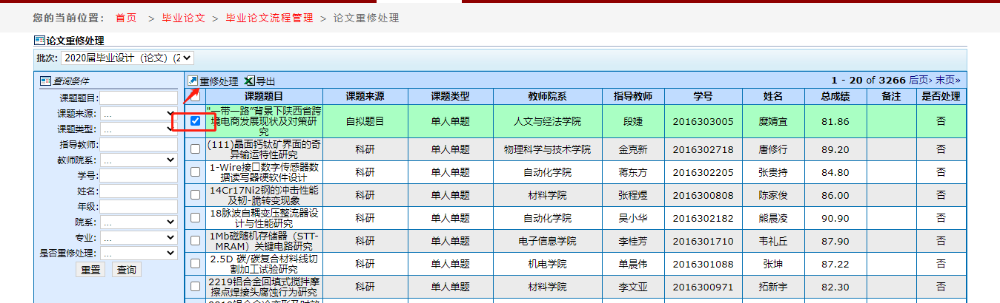 您的当前位置： 首页 > 毕业论文 > 毕业论文流程管理 > 论文重修处理
论文重修处理
批次: 2020届毕业设计（论文）(2
查询条件
课题题目:
课题来源: ...
课题类型: ...
指导教师:
教师院系: ...
学号:
姓名:
年级:
院系: ...
专业: ...
是否重修处理: ...
重置 查询
重修处理 导出 1 - 20 of 3266 后页› 末页»
课题题目 课题来源 课题类型 教师院系 指导教师 学号 姓名 总成绩 备注 是否处理
"一带一路"背景下陕西省跨
境电商发展现状及对策研
究 自拟题目 单人单题 人文与经法学院 段婕 2016303005 糜婧宜 81.86 否
(111)晶面钙钛矿界面的奇
异输运特性研究 科研 单人单题 物理科学与技术学院 金克新 2016302718 唐修行 89.20 否
1-Wire接口数字传感器数
据读写器硬软件设计 科研 单人单题 自动化学院 蒋东方 2016302205 张贵持 84.80 否
14Cr17Ni2钢的冲击性能
及韧-脆转变现象 科研 单人单题 材料学院 张程煜 2016300808 陈家俊 86.00 否
18脉波自耦变压整流器设
计与性能研究 科研 单人单题 自动化学院 吴小华 2016302182 熊晨凌 90.90 否
1Mb磁随机存储器（STT-
MRAM）关键电路研究 科研 单人单题 电子信息学院 李桂芳 2016301710 韦礼丘 87.90 否
2.5D 碳/碳复合材料线切
割加工试验研究 科研 单人单题 机电学院 单晨伟 2016301088 张坤 87.22 否
2219铝合金回填式搅拌摩
擦点焊接头腐蚀行为研究 科研 单人单题 材料学院 李文亚 2016300971 拓新宇 82.30 否